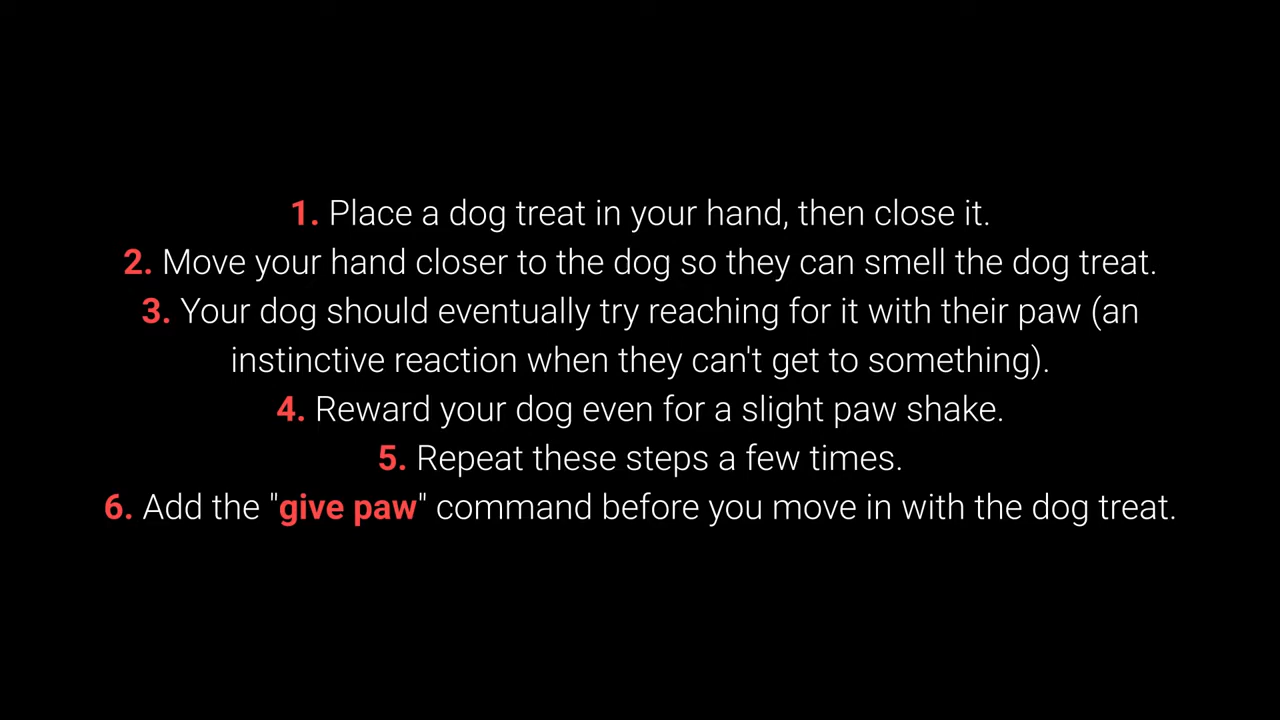 1. Place a dog treat in your hand, then close it.
2. Move your hand closer to the dog so they can smell the dog treat.
3. Your dog should eventually try reaching for it with their paw (an
instinctive reaction when they can't get to something).
4. Reward your dog even for a slight paw shake.
5. Repeat these steps a few times.
6. Add the "give paw" command before you move in with the dog treat.